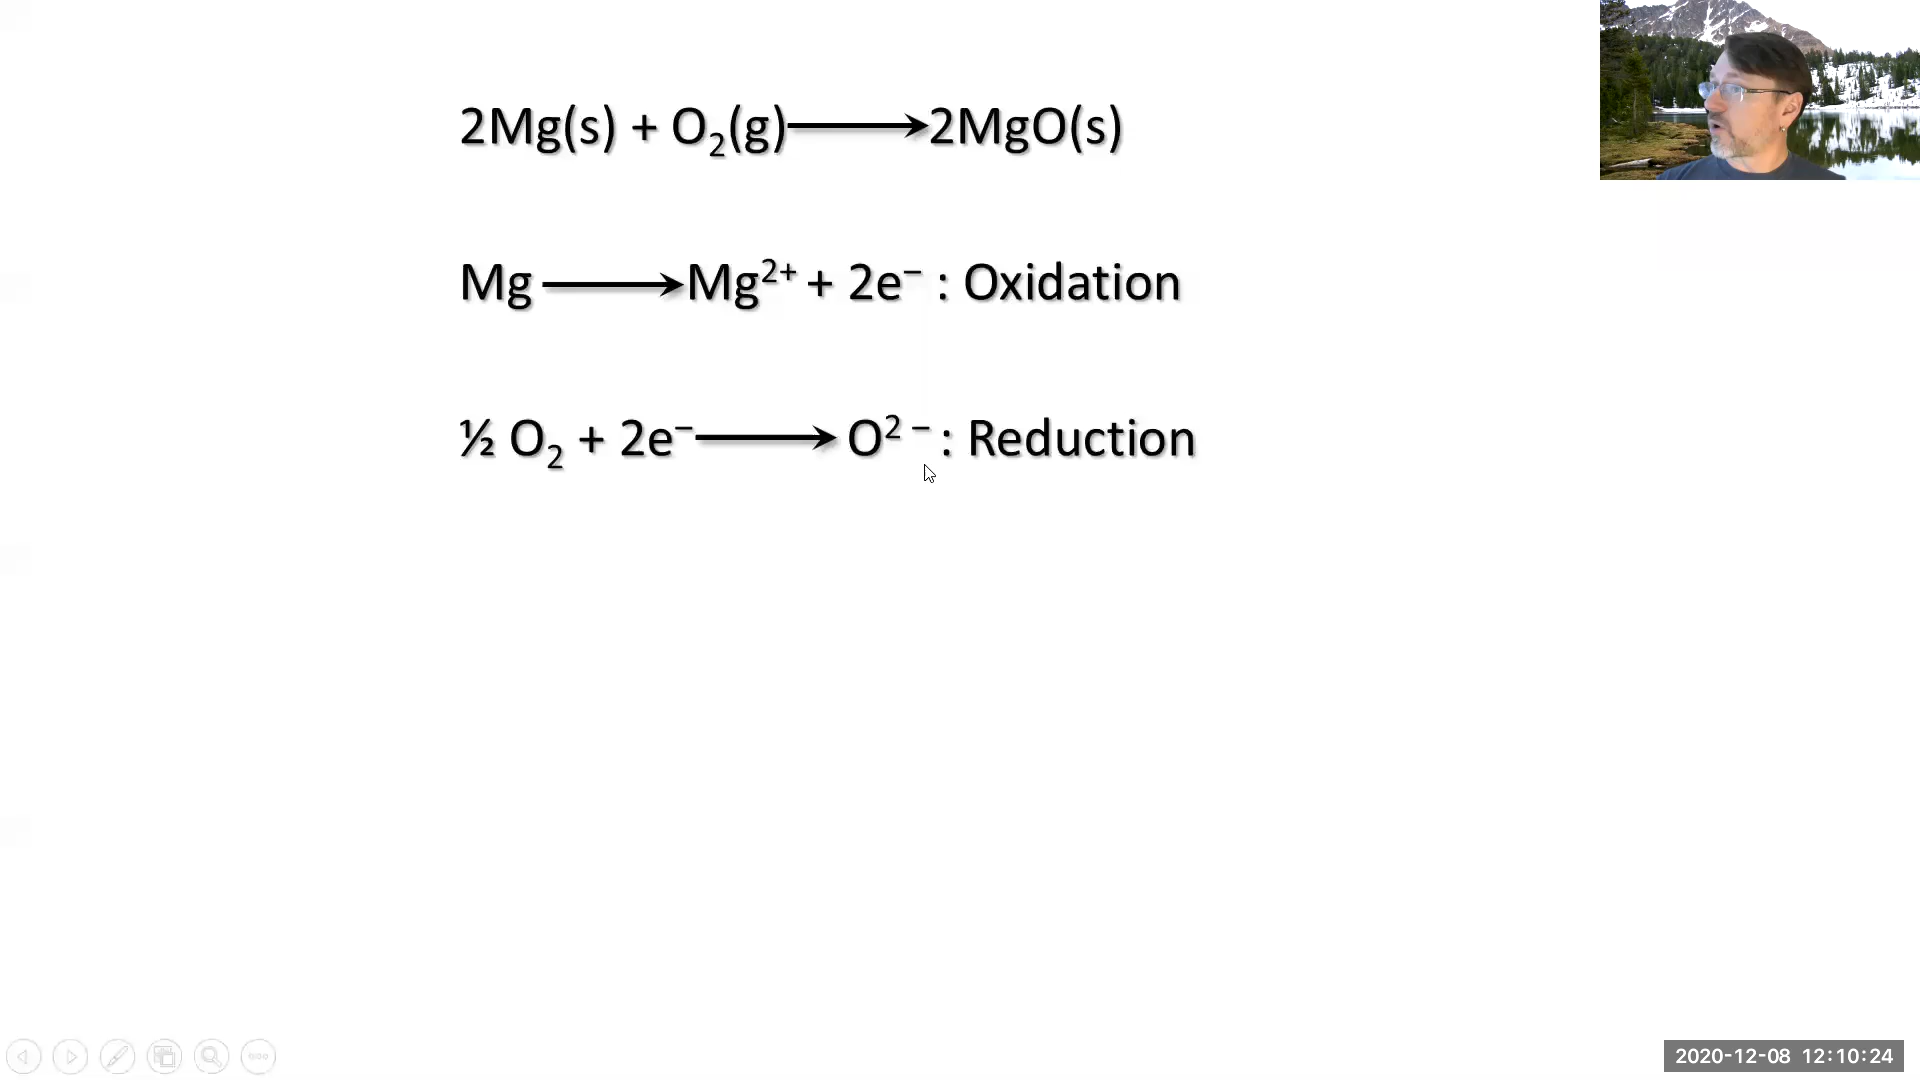 2Mg(s) + O₂(g)⟶2MgO(s)
Mg ⟶Mg²⁺ + 2e⁻ : Oxidation
½ O₂ + 2e⁻⟶ O²⁻ : Reduction
2020-12-08 12:10:24